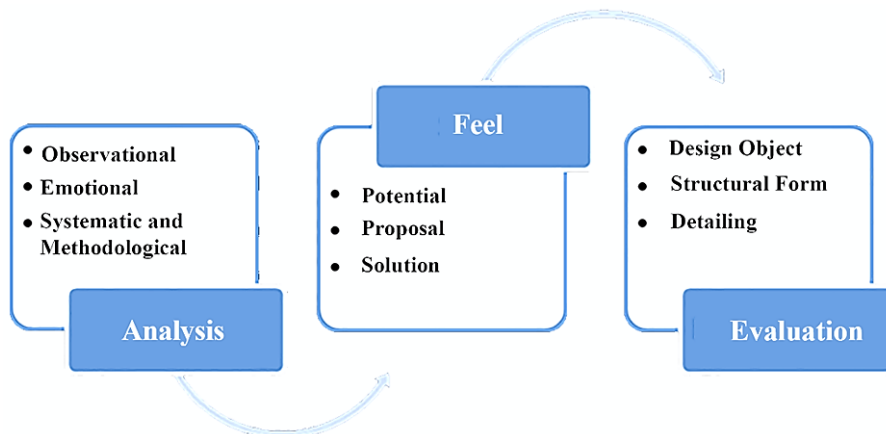 • Observational
• Emotional
• Systematic and
Methodological
Analysis
Feel
• Potential
• Proposal
• Solution
• Design Object
• Structural Form
• Detailing
Evaluation